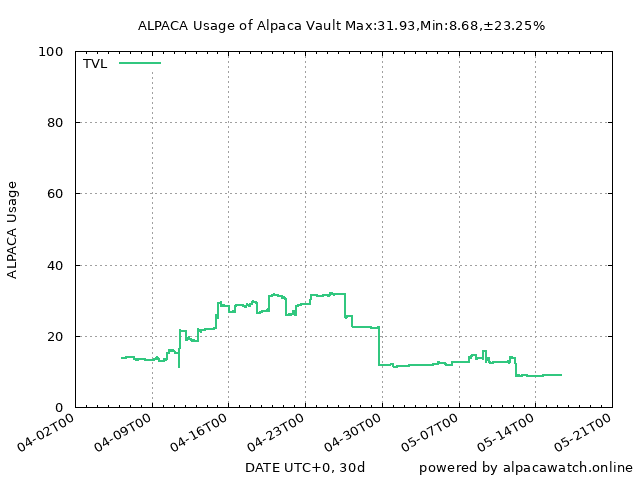 ALPACA Usage of Alpaca Vault Max:31.93,Min:8.68,±23.25%
100
TVL
80
60
ALPACA Usage
40
20
0
04-02T00 04-09T00 04-16T00 04-23T00 04-30T00 05-07T00 05-14T00 05-21T00
DATE UTC+0, 30d powered by alpacawatch.online